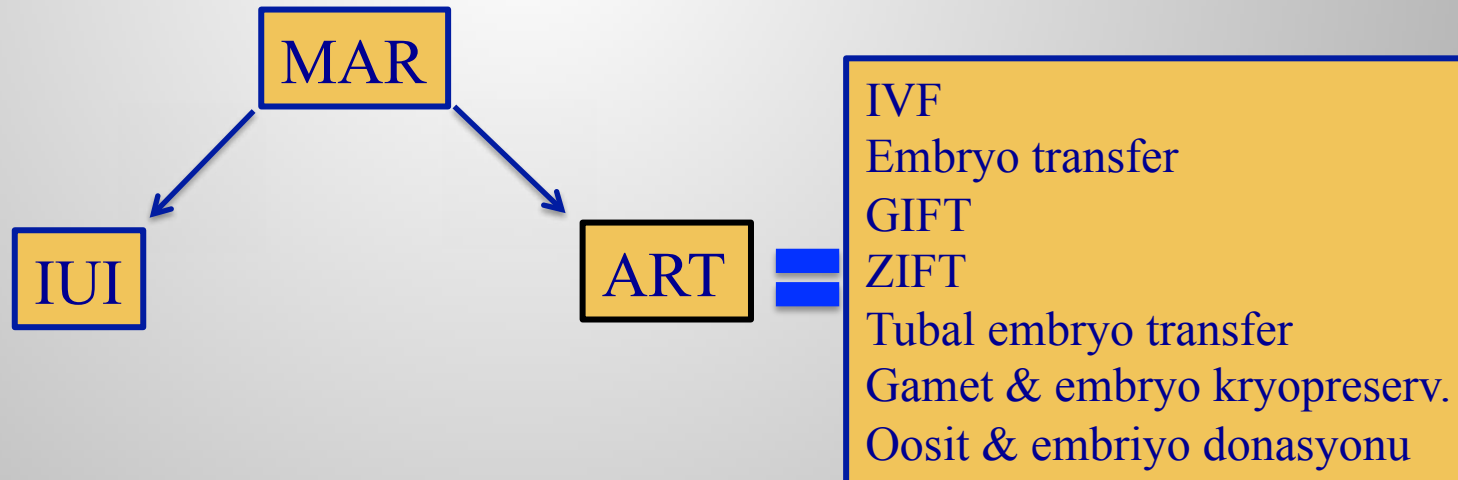 MAR
IUI
ART
IVF
Embryo transfer
GIFT
ZIFT
Tubal embryo transfer
Gamet & embryo kryopreserv.
Oosit & embriyo donasyonu